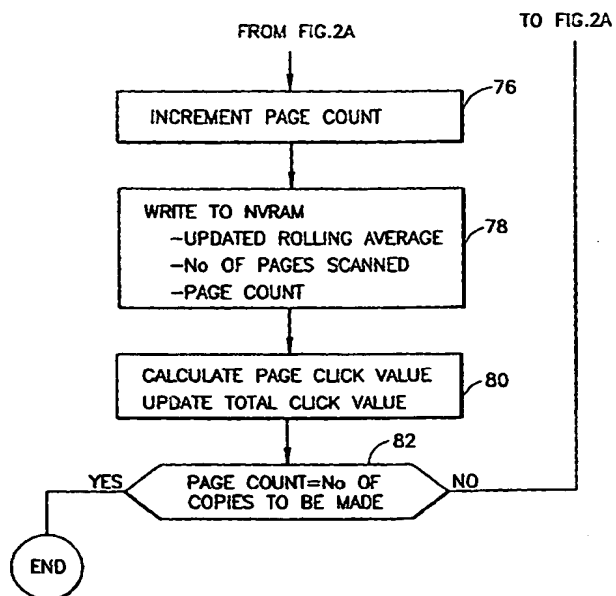 FROM FIG.2A
TO FIG.2A
76
INCREMENT PAGE COUNT
WRITE TO NVRAM
~UPDATED ROLLING AVERAGE
-No OF PAGES SCANNED
-PAGE COUNT
78
CALCULATE PAGE CLICK VALUE
UPDATE TOTAL CLICK VALUE
80
82
YES
PAGE COUNT=No OF
COPIES TO BE MADE
NO
END